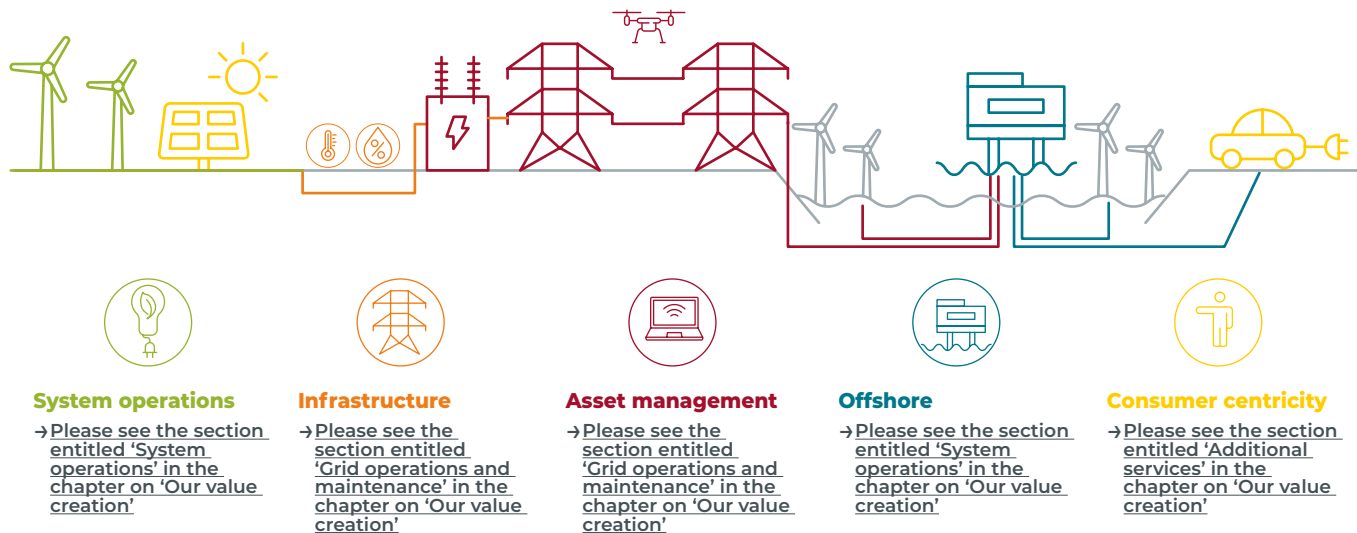 %
System operations
→Please see the section
entitled ‘System
operations’ in the
chapter on ‘Our value
creation’
Infrastructure
→Please see the
section entitled
‘Grid operations and
maintenance’ in the
chapter on ‘Our value
creation’
Asset management
→Please see the
section entitled
‘Grid operations and
maintenance’ in the
chapter on ‘Our value
creation’
Offshore
→Please see the section
entitled ‘System
operations’ in the
chapter on ‘Our value
creation’
Consumer centricity
→Please see the section
entitled ‘Additional
services’ in the
chapter on ‘Our value
creation’